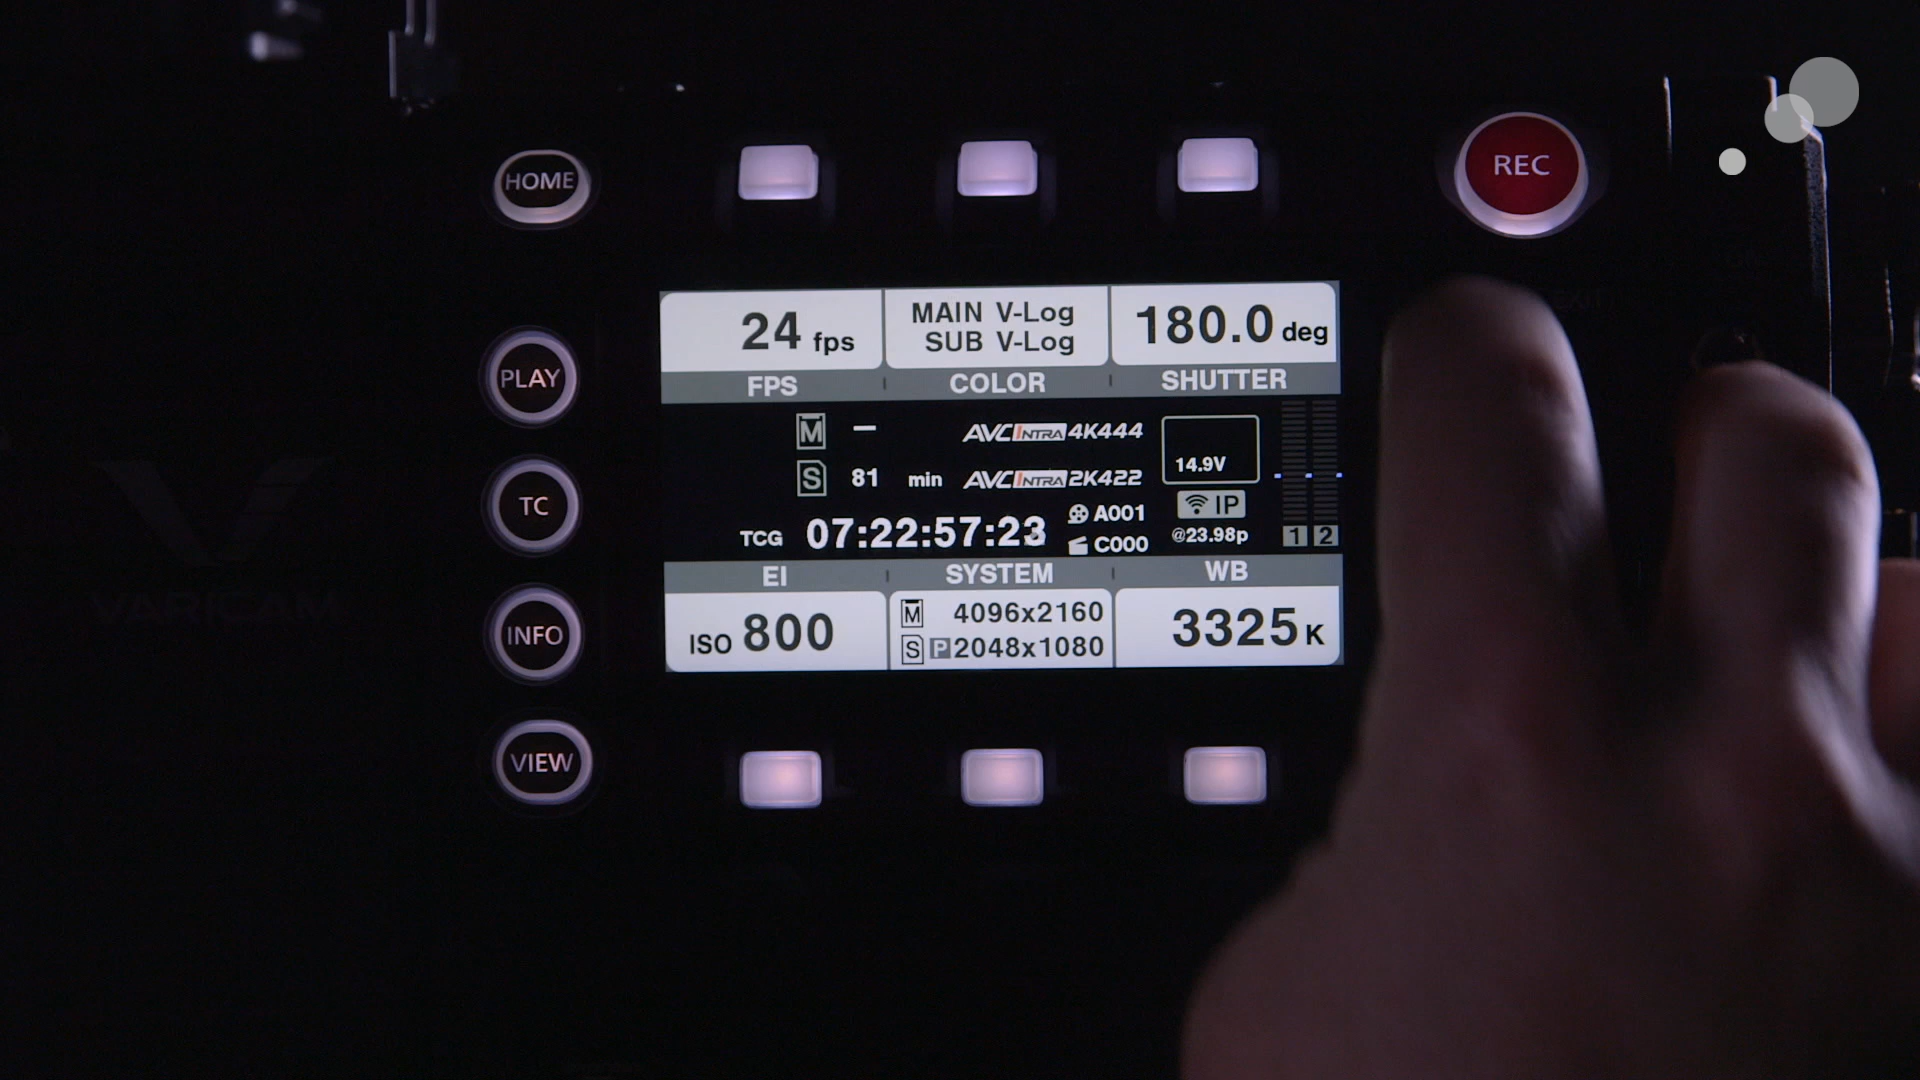 HOME
REC
PLAY
TC
INFO
VIEW
24 fps
MAIN V-Log
SUB V-Log
180.0 deg
FPS
COLOR
SHUTTER
M —
AVC INTRA 4K444
S 81 min
AVC INTRA 2K422
14.9V
IP
TCG 07:22:57:23
A001
C000
@23.98p
1 2
EI
SYSTEM
WB
ISO 800
M 4096x2160
S P 2048x1080
3325 K
VARICAM